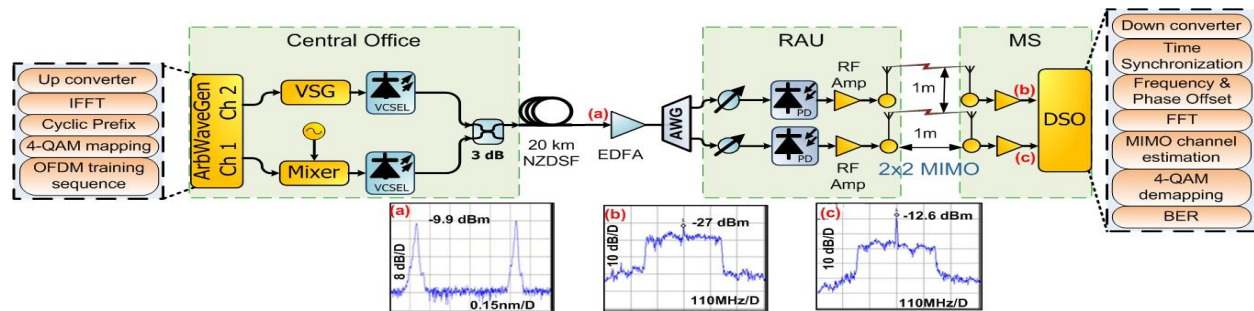 Central Office
RAU
MS
Up converter
IFFT
Cyclic Prefix
4-QAM mapping
OFDM training
sequence
ArbWaveGen
Ch 1 Ch 2
VSG
Mixer
VCSEL
VCSEL
3 dB
20 km
NZDSF
(a)
EDFA
AWG
PD
PD
RF
Amp
RF
Amp
1m
1m
2x2 MIMO
(b)
(c)
DSO
Down converter
Time
Synchronization
Frequency &
Phase Offset
FFT
MIMO channel
estimation
4-QAM
demapping
BER
(a)
-9.9 dBm
8 dB/D
0.15nm/D
(b)
-27 dBm
10 dB/D
110MHz/D
(c)
-12.6 dBm
10 dB/D
110MHz/D